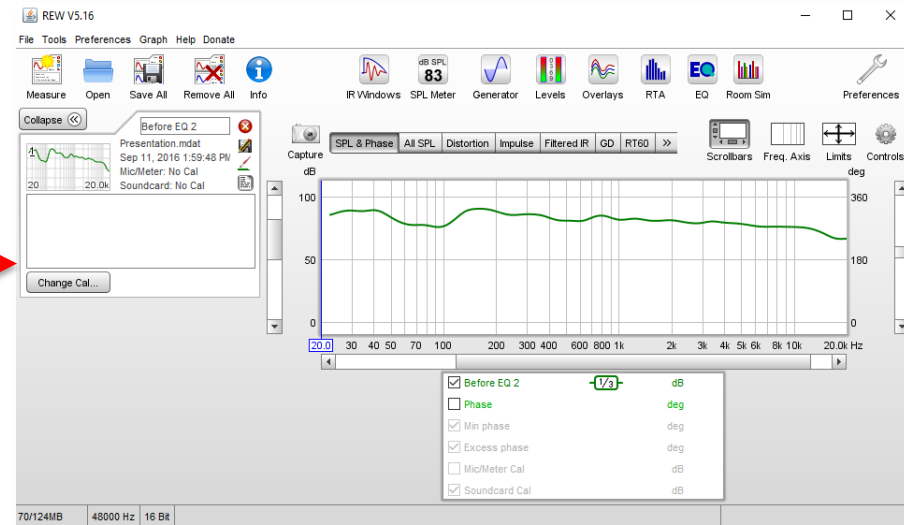 REW V5.16
File Tools Preferences Graph Help Donate
dB SPL
83
EQ
Measure Open Save All Remove All Info IR Windows SPL Meter Generator Levels Overlays RTA EQ Room Sim Preferences
Collapse
Before EQ 2
Presentation.mdat
Sep 11, 2016 1:59:48 PM
Mic/Meter: No Cal
Soundcard: No Cal
1
20 20.0k
Change Cal...
Capture
SPL & Phase All SPL Distortion Impulse Filtered IR GD RT60 >>
Scrollbars Freq. Axis Limits Controls
dB deg
100 360
50 180
0 0
20.0 30 40 50 70 100 200 300 400 600 800 1k 2k 3k 4k 5k 6k 8k 10k 20.0k Hz
Before EQ 2 1/3 dB
Phase deg
Min phase deg
Excess phase deg
Mic/Meter Cal dB
Soundcard Cal dB
70/124MB 48000 Hz 16 Bit